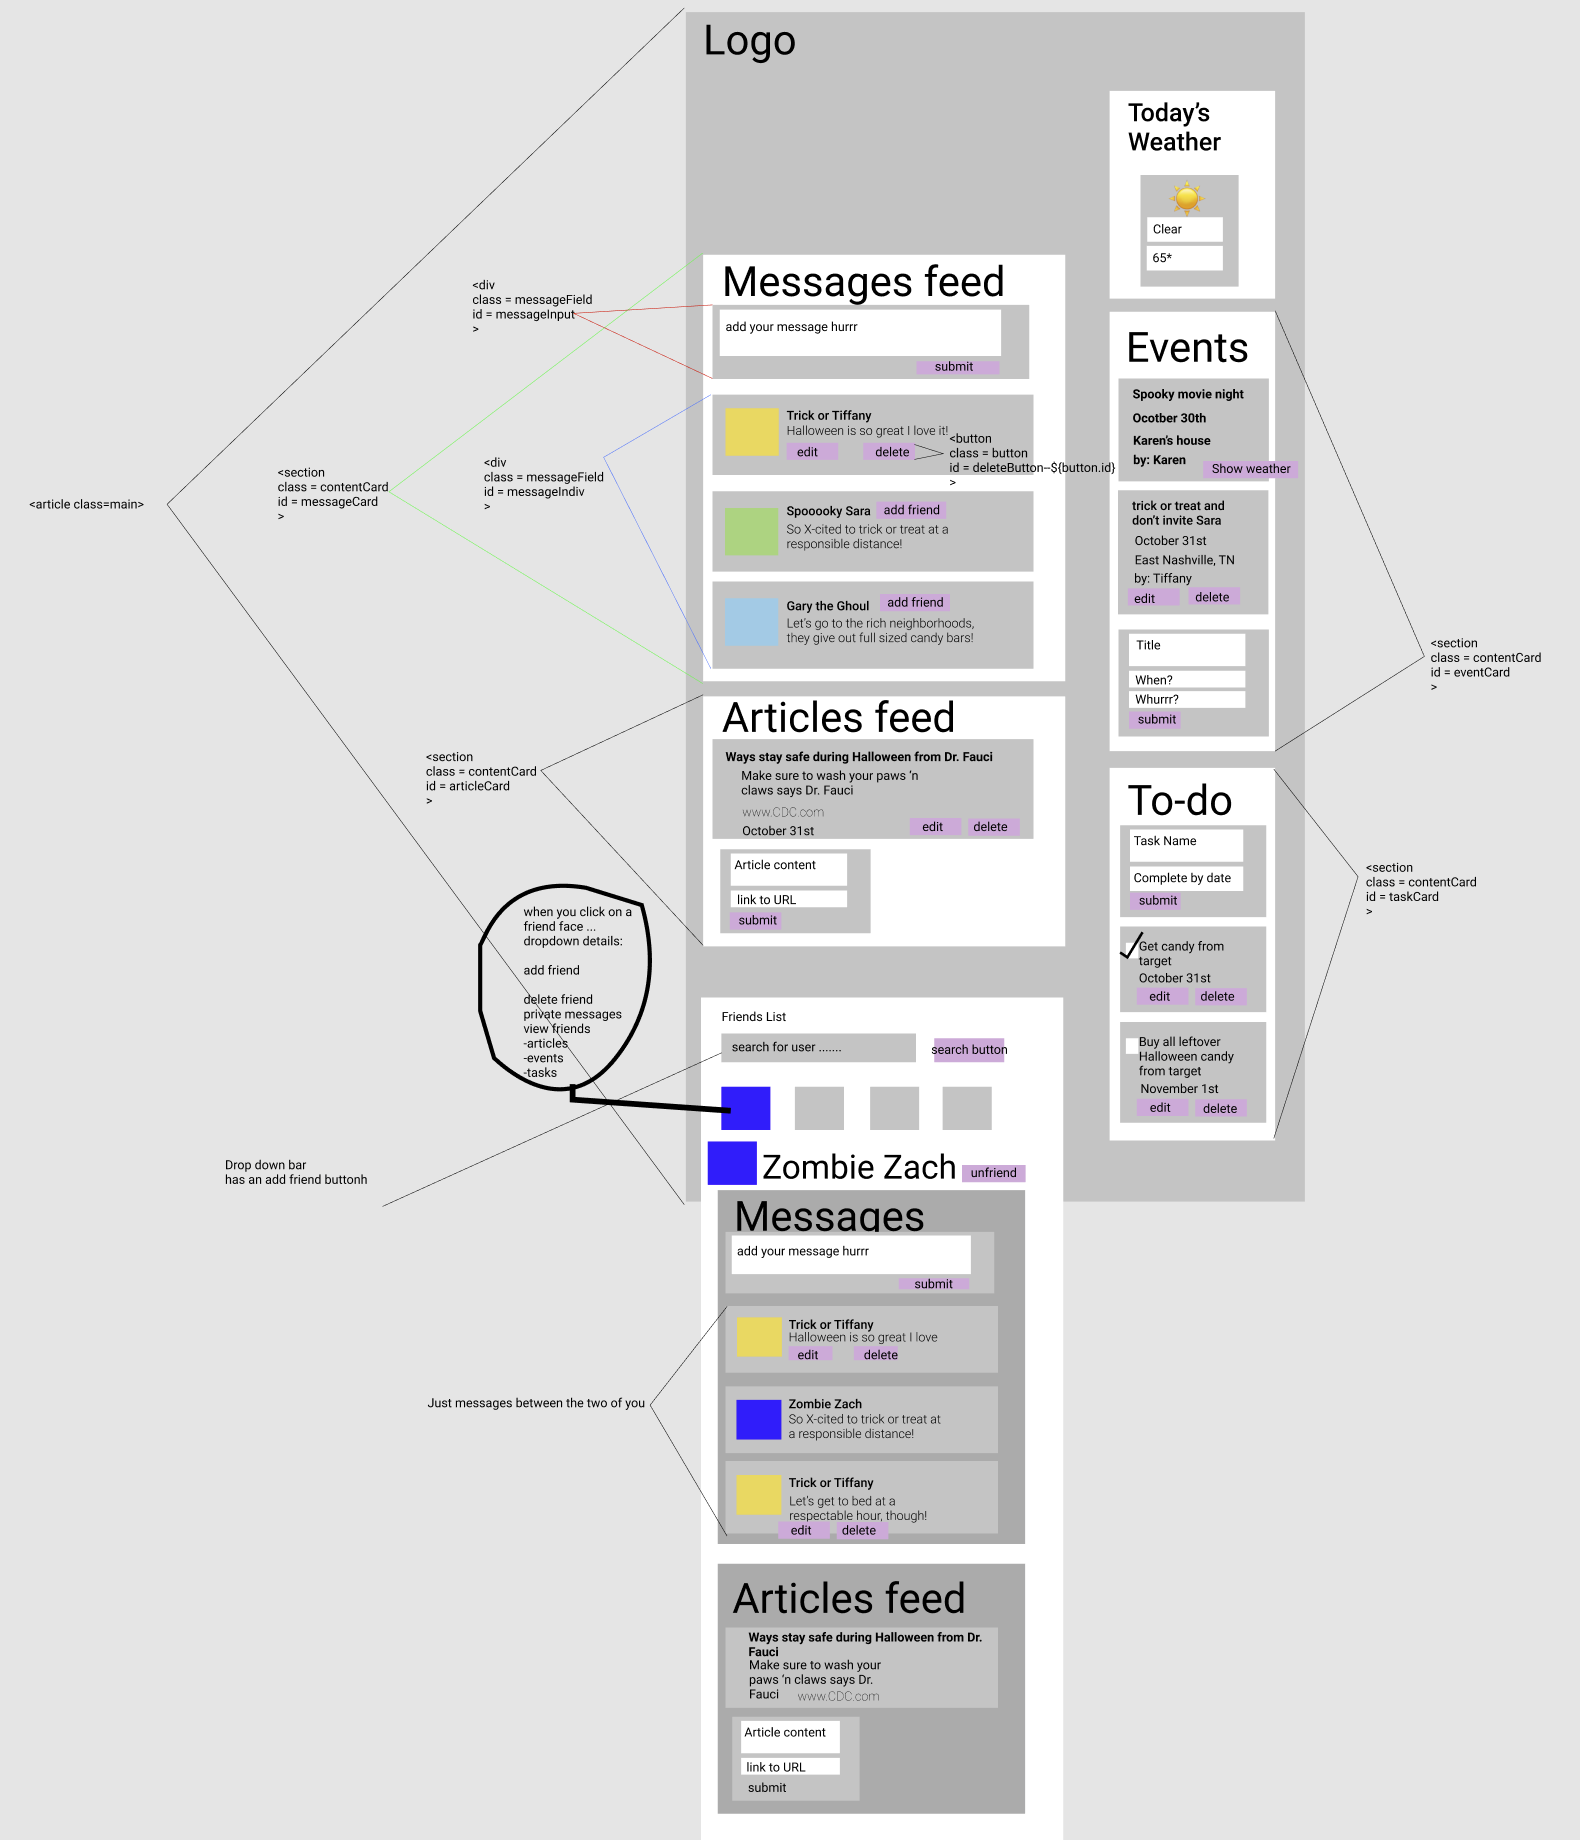 Logo
Today’s
Weather
Clear
65*
<article class=main>
<section
class = contentCard
id = messageCard
>
<div
class = messageField
id = messageInput
>
<div
class = messageField
id = messageIndiv
>
Messages feed
add your message hurrr
submit
Trick or Tiffany
Halloween is so great I love it!
edit
delete
<button
class = button
id = deleteButton--${button.id}
>
Spooooky Sara
add friend
So X-cited to trick or treat at a
responsible distance!
Gary the Ghoul
add friend
Let’s go to the rich neighborhoods,
they give out full sized candy bars!
Events
Spooky movie night
Ocotber 30th
Karen’s house
by: Karen
Show weather
trick or treat and
don’t invite Sara
October 31st
East Nashville, TN
by: Tiffany
edit
delete
Title
When?
Whurrr?
submit
<section
class = contentCard
id = eventCard
>
<section
class = contentCard
id = articleCard
>
Articles feed
Ways stay safe during Halloween from Dr. Fauci
Make sure to wash your paws ‘n
claws says Dr. Fauci
www.CDC.com
October 31st
edit
delete
Article content
link to URL
submit
To-do
Task Name
Complete by date
submit
Get candy from
target
October 31st
edit
delete
Buy all leftover
Halloween candy
from target
November 1st
edit
delete
<section
class = contentCard
id = taskCard
>
when you click on a
friend face ...
dropdown details:
add friend
delete friend
private messages
view friends
-articles
-events
-tasks
Friends List
search for user .......
search button
Drop down bar
has an add friend buttonh
Zombie Zach
unfriend
Messages
add your message hurrr
submit
Just messages between the two of you
Trick or Tiffany
Halloween is so great I love
edit
delete
Zombie Zach
So X-cited to trick or treat at
a responsible distance!
Trick or Tiffany
Let’s get to bed at a
respectable hour, though!
edit
delete
Articles feed
Ways stay safe during Halloween from Dr.
Fauci
Make sure to wash your
paws ‘n claws says Dr.
Fauci
www.CDC.com
Article content
link to URL
submit